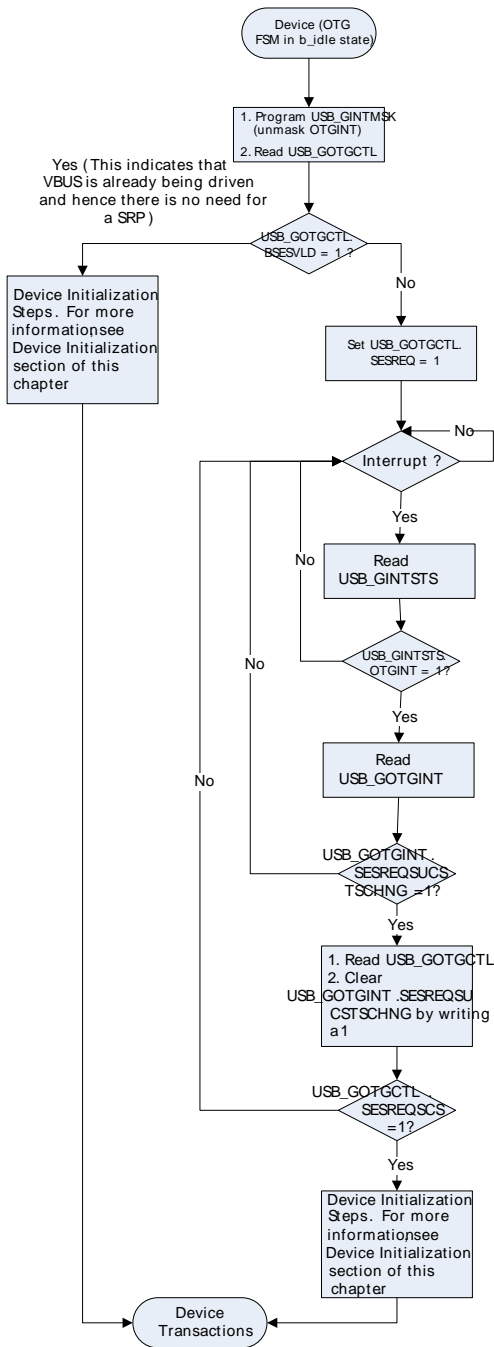 Device (OTG
FSM in b_idle state)
1. Program USB_GINTMSK
(unmask OTGINT)
2. Read USB_GOTGCTL
Yes (This indicates that
VBUS is already being driven
and hence there is no need for
a SRP)
USB_GOTGCTL.
BSESVLD = 1 ?
No
Device Initialization
Steps. For more
information,see
Device Initialization
section of this
chapter
Set USB_GOTGCTL.
SESREQ = 1
No
Interrupt ?
Yes
Read
USB_GINTSTS
No
USB_GINTSTS.
OTGINT = 1?
No
Yes
Read
USB_GOTGINT
No
USB_GOTGINT .
SESREQSUCS
TSCHNG =1?
Yes
1. Read USB_GOTGCTL
2. Clear
USB_GOTGINT .SESREQSU
CSTSCHNG by writing
a 1
USB_GOTGCTL .
SESREQSCS
=1?
Yes
Device Initialization
Steps. For more
information,see
Device Initialization
section of this
chapter
Device
Transactions